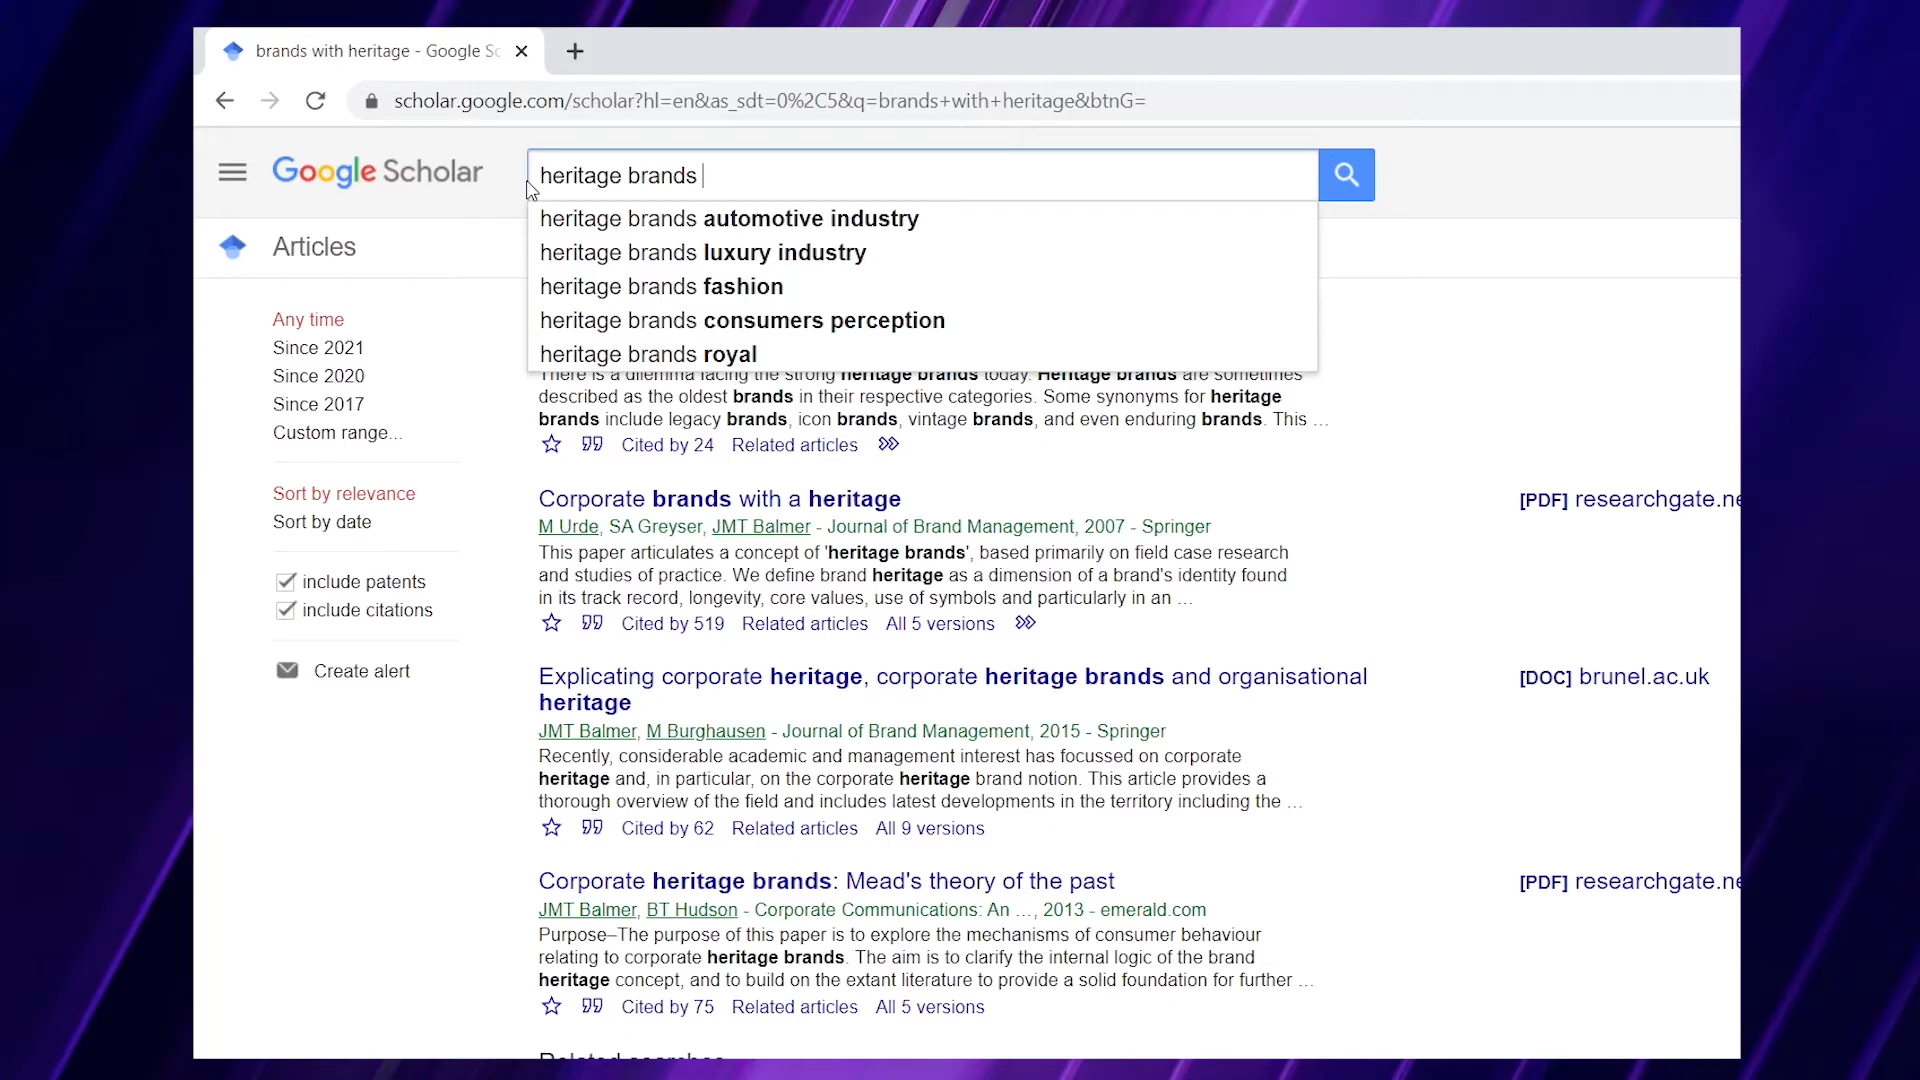 brands with heritage - Google Sc
scholar.google.com/scholar?hl=en&as_sdt=0%2C5&q=brands+with+heritage&btnG=
Google Scholar
heritage brands
heritage brands automotive industry
heritage brands luxury industry
heritage brands fashion
heritage brands consumers perception
heritage brands royal
Articles
Any time
Since 2021
Since 2020
Since 2017
Custom range...
Sort by relevance
Sort by date
include patents
include citations
Create alert
There is a dilemma facing the strong heritage brands today. Heritage brands are sometimes
described as the oldest brands in their respective categories. Some synonyms for heritage
brands include legacy brands, icon brands, vintage brands, and even enduring brands. This …
Cited by 24 Related articles
Corporate brands with a heritage
[PDF] researchgate.ne
M Urde, SA Greyser, JMT Balmer - Journal of Brand Management, 2007 - Springer
This paper articulates a concept of 'heritage brands', based primarily on field case research
and studies of practice. We define brand heritage as a dimension of a brand's identity found
in its track record, longevity, core values, use of symbols and particularly in an …
Cited by 519 Related articles All 5 versions
Explicating corporate heritage, corporate heritage brands and organisational
heritage
[DOC] brunel.ac.uk
JMT Balmer, M Burghausen - Journal of Brand Management, 2015 - Springer
Recently, considerable academic and management interest has focussed on corporate
heritage and, in particular, on the corporate heritage brand notion. This article provides a
thorough overview of the field and includes latest developments in the territory including the …
Cited by 62 Related articles All 9 versions
Corporate heritage brands: Mead's theory of the past
[PDF] researchgate.ne
JMT Balmer, BT Hudson - Corporate Communications: An …, 2013 - emerald.com
Purpose–The purpose of this paper is to explore the mechanisms of consumer behaviour
relating to corporate heritage brands. The aim is to clarify the internal logic of the brand
heritage concept, and to build on the extant literature to provide a solid foundation for further …
Cited by 75 Related articles All 5 versions
Related searches